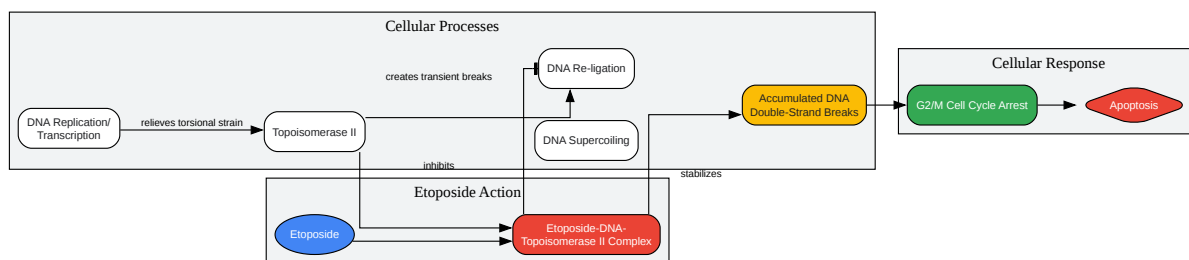 Cellular Processes
DNA Re-ligation
creates transient breaks
DNA Replication/
Transcription
relieves torsional strain
Topoisomerase II
DNA Supercoiling
Accumulated DNA
Double-Strand Breaks
inhibits
stabilizes
Cellular Response
G2/M Cell Cycle Arrest
Apoptosis
Etoposide Action
Etoposide
Etoposide-DNA-
Topoisomerase II Complex